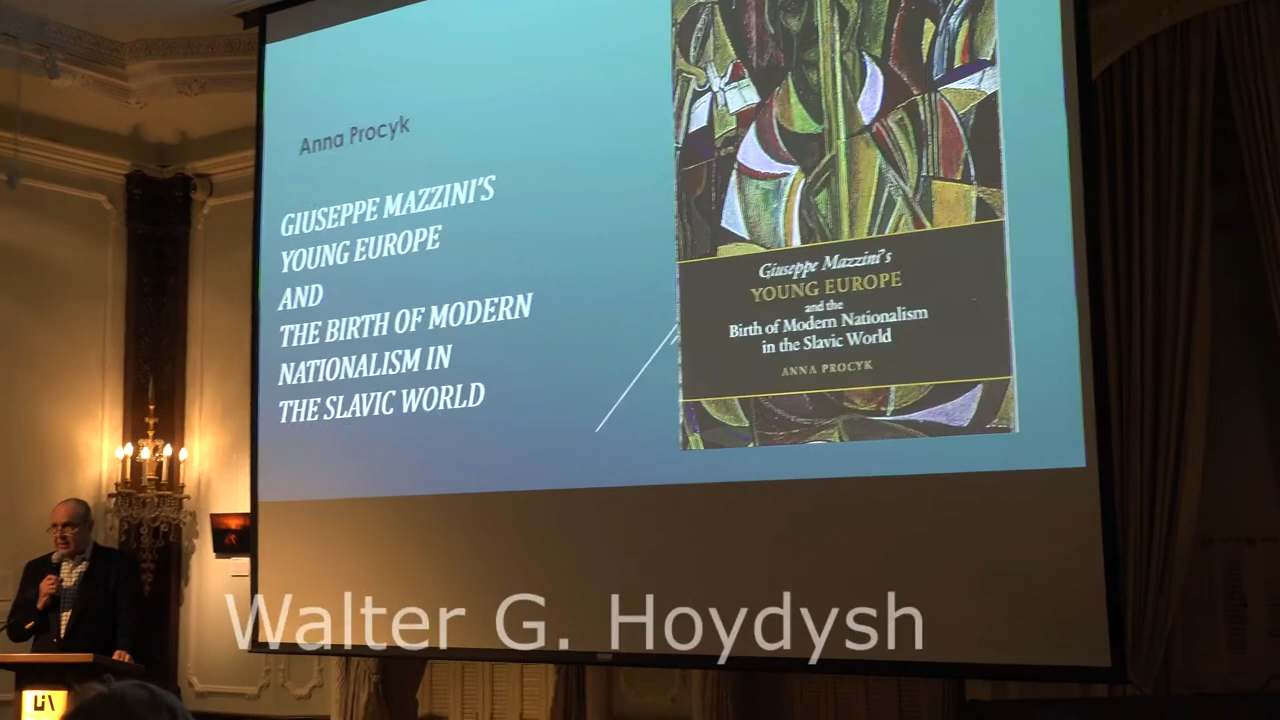 Anna Procyk
GIUSEPPE MAZZINI'S
YOUNG EUROPE
AND
THE BIRTH OF MODERN
NATIONALISM IN
THE SLAVIC WORLD
Giuseppe Mazzini's
YOUNG EUROPE
and the
Birth of Modern Nationalism
in the Slavic World
ANNA PROCYK
Walter G. Hoydysh